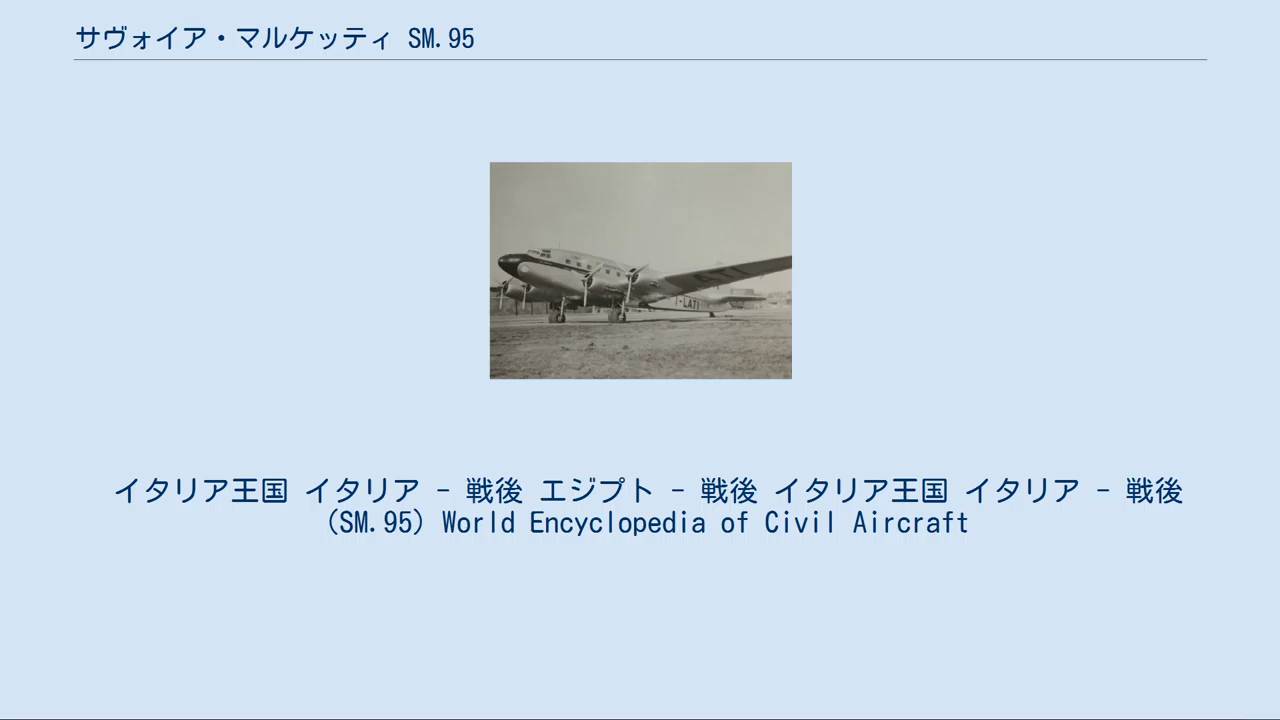 サヴォイア・マルケッティ SM.95
I-LATI
イタリア王国 イタリア - 戦後 エジプト - 戦後 イタリア王国 イタリア - 戦後
(SM.95) World Encyclopedia of Civil Aircraft